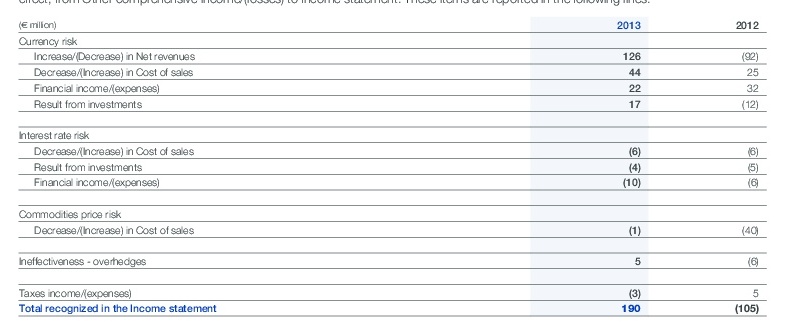 effect, from Other comprehensive income/(losses) to Income statement. These items are reported in the following lines:
(€ million) 2013 2012
Currency risk
Increase/(Decrease) in Net revenues 126 (92)
Decrease/(Increase) in Cost of sales 44 25
Financial income/(expenses) 22 32
Result from investments 17 (12)
Interest rate risk
Decrease/(Increase) in Cost of sales (6) (6)
Result from investments (4) (5)
Financial income/(expenses) (10) (6)
Commodities price risk
Decrease/(Increase) in Cost of sales (1) (40)
Ineffectiveness - overhedges 5 (6)
Taxes income/(expenses) (3) 5
Total recognized in the Income statement 190 (105)